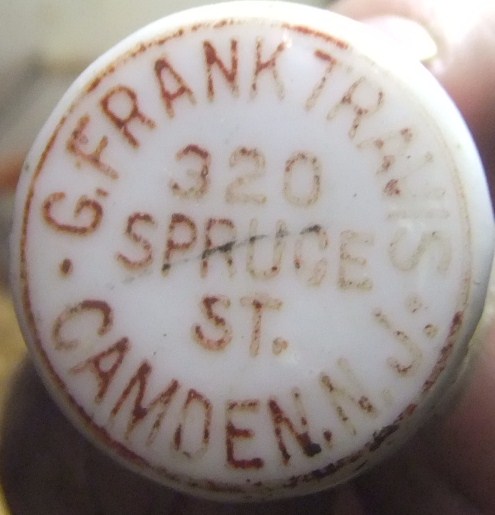 G. FRANK TRAVIS
320
SPRUCE
ST.
CAMDEN. N. J.